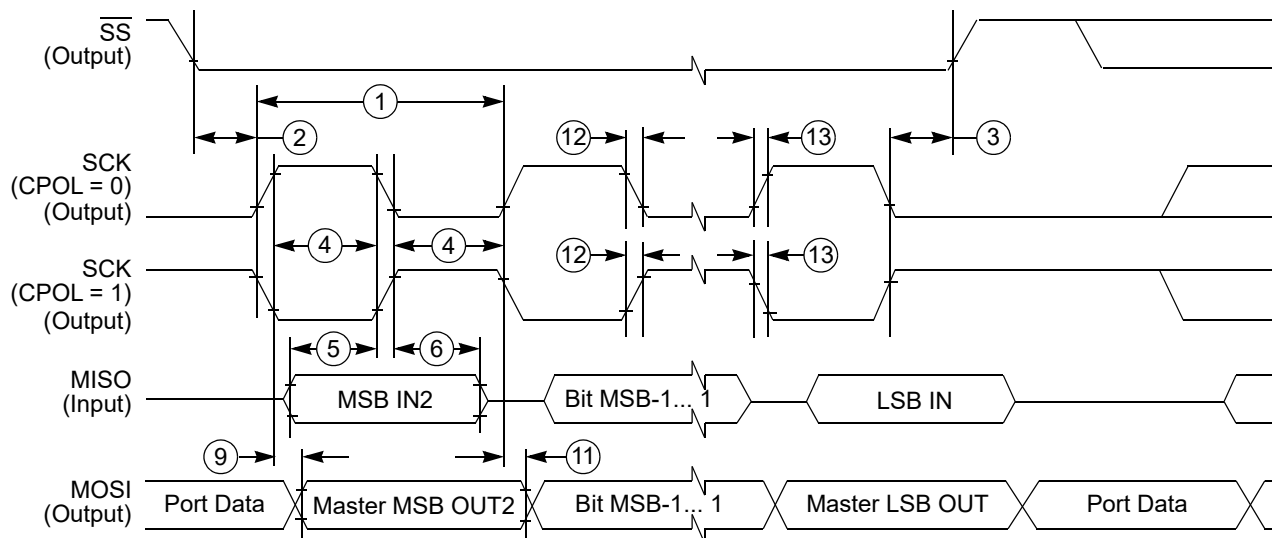 SS
(Output)
1
2
12
13
3
SCK
(CPOL = 0)
(Output)
4
4
SCK
(CPOL = 1)
(Output)
12
13
5
6
MISO
(Input)
MSB IN2
Bit MSB-1... 1
LSB IN
9
11
MOSI
(Output)
Port Data
Master MSB OUT2
Bit MSB-1... 1
Master LSB OUT
Port Data